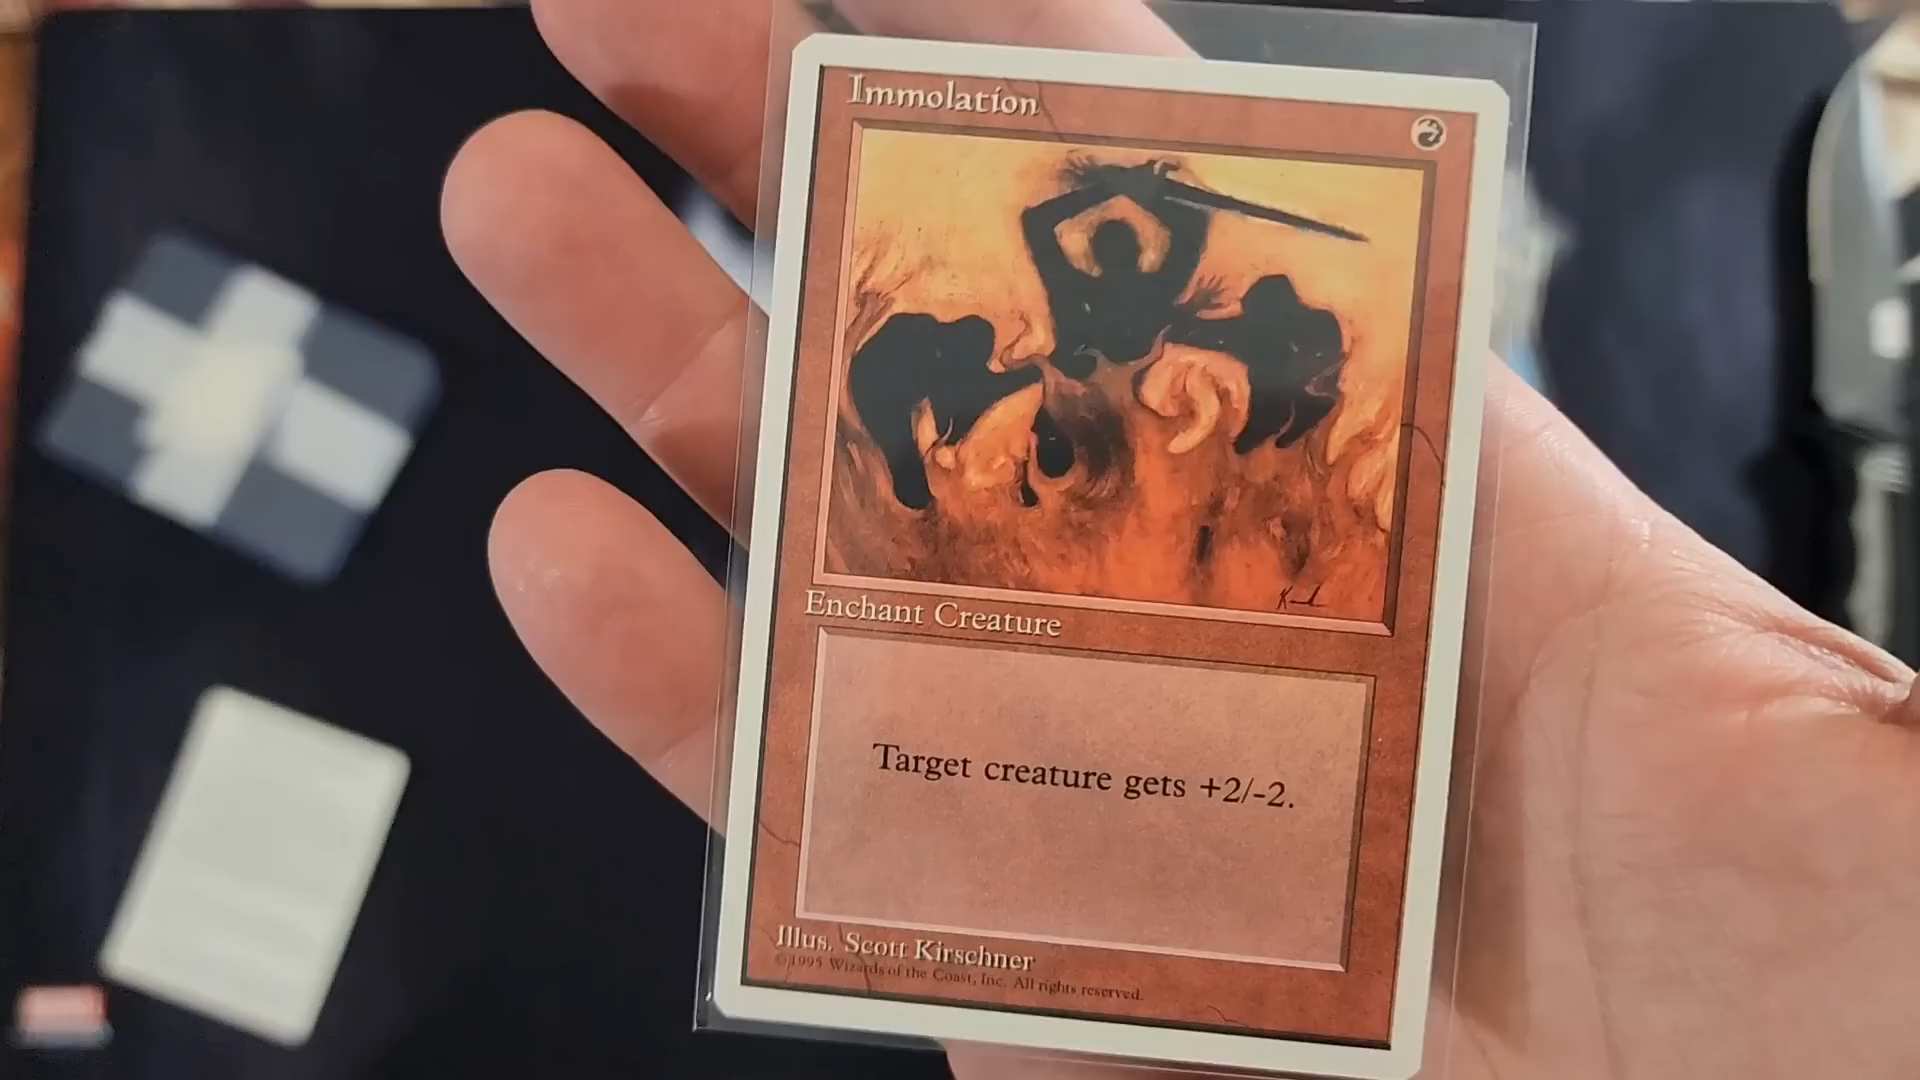 Immolation
Enchant Creature
Target creature gets +2/-2.
Illus. Scott Kirschner
©1995 Wizards of the Coast, Inc. All rights reserved.